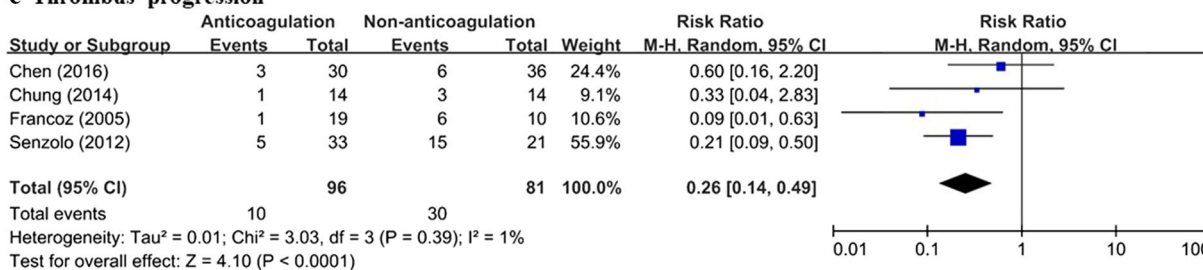 c Thrombus progression
Anticoagulation Non-anticoagulation Risk Ratio Risk Ratio
Study or Subgroup Events Total Events Total Weight M-H, Random, 95% CI M-H, Random, 95% CI
Chen (2016) 3 30 6 36 24.4% 0.60 [0.16, 2.20]
Chung (2014) 1 14 3 14 9.1% 0.33 [0.04, 2.83]
Francoz (2005) 1 19 6 10 10.6% 0.09 [0.01, 0.63]
Senzolo (2012) 5 33 15 21 55.9% 0.21 [0.09, 0.50]
Total (95% CI) 96 81 100.0% 0.26 [0.14, 0.49]
Total events 10 30
Heterogeneity: Tau² = 0.01; Chi² = 3.03, df = 3 (P = 0.39); I² = 1%
Test for overall effect: Z = 4.10 (P < 0.0001)
0.01 0.1 1 10